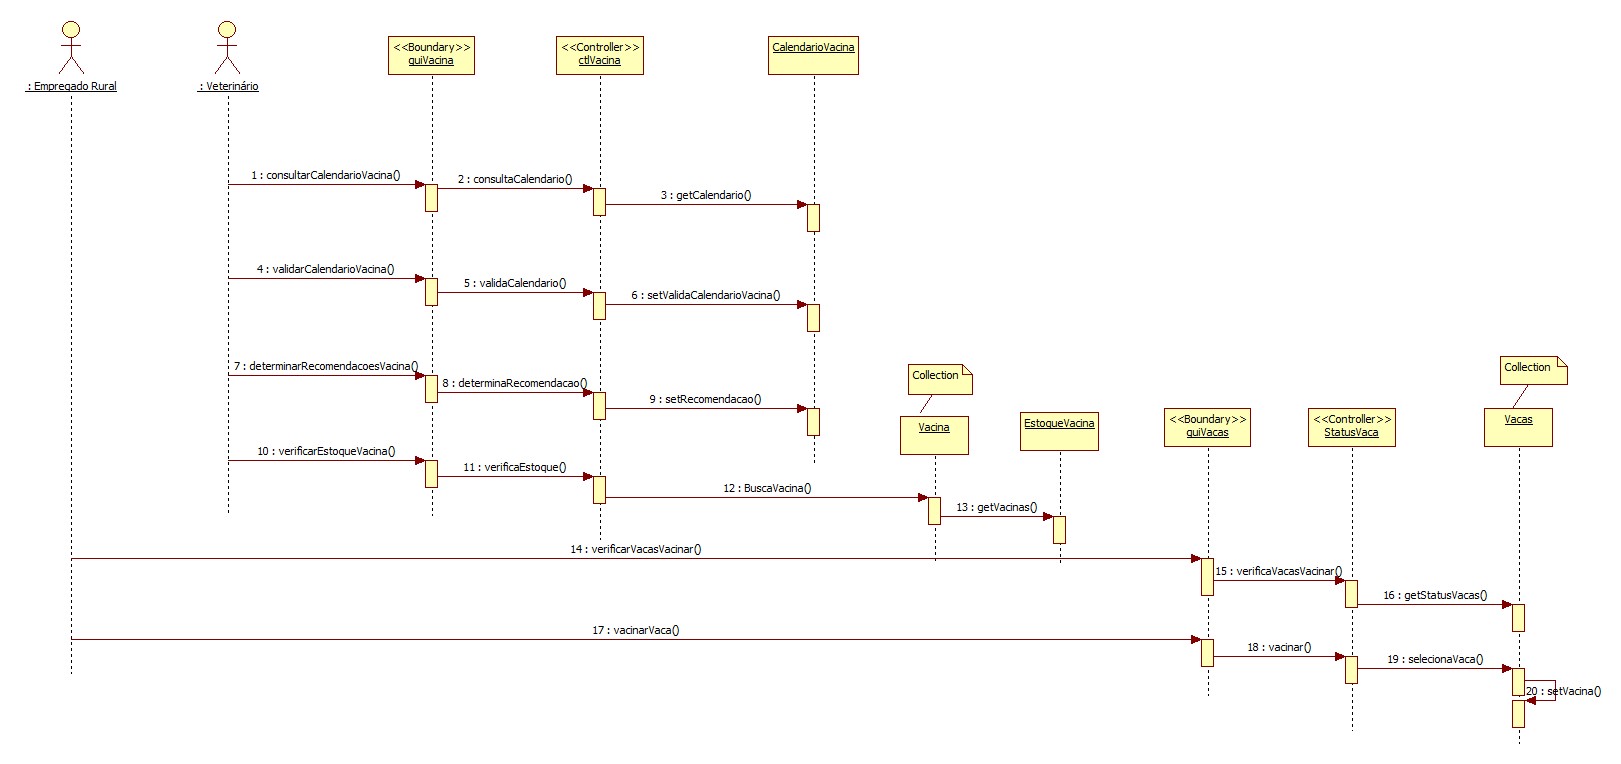 : Empregado Rural
: Veterinário
<<Boundary>>
guiVacina
<<Controller>>
ctlVacina
CalendarioVacina
1 : consultarCalendarioVacina()
2 : consultaCalendario()
3 : getCalendario()
4 : validarCalendarioVacina()
5 : validaCalendario()
6 : setValidaCalendarioVacina()
7 : determinarRecomendacoesVacina()
8 : determinaRecomendacao()
9 : setRecomendacao()
Collection
Vacina
EstoqueVacina
<<Boundary>>
guiVacas
<<Controller>>
StatusVaca
Collection
Vacas
10 : verificarEstoqueVacina()
11 : verificaEstoque()
12 : BuscaVacina()
13 : getVacinas()
14 : verificarVacasVacinar()
15 : verificaVacasVacinar()
16 : getStatusVacas()
17 : vacinarVaca()
18 : vacinar()
19 : selecionaVaca()
20 : setVacina()